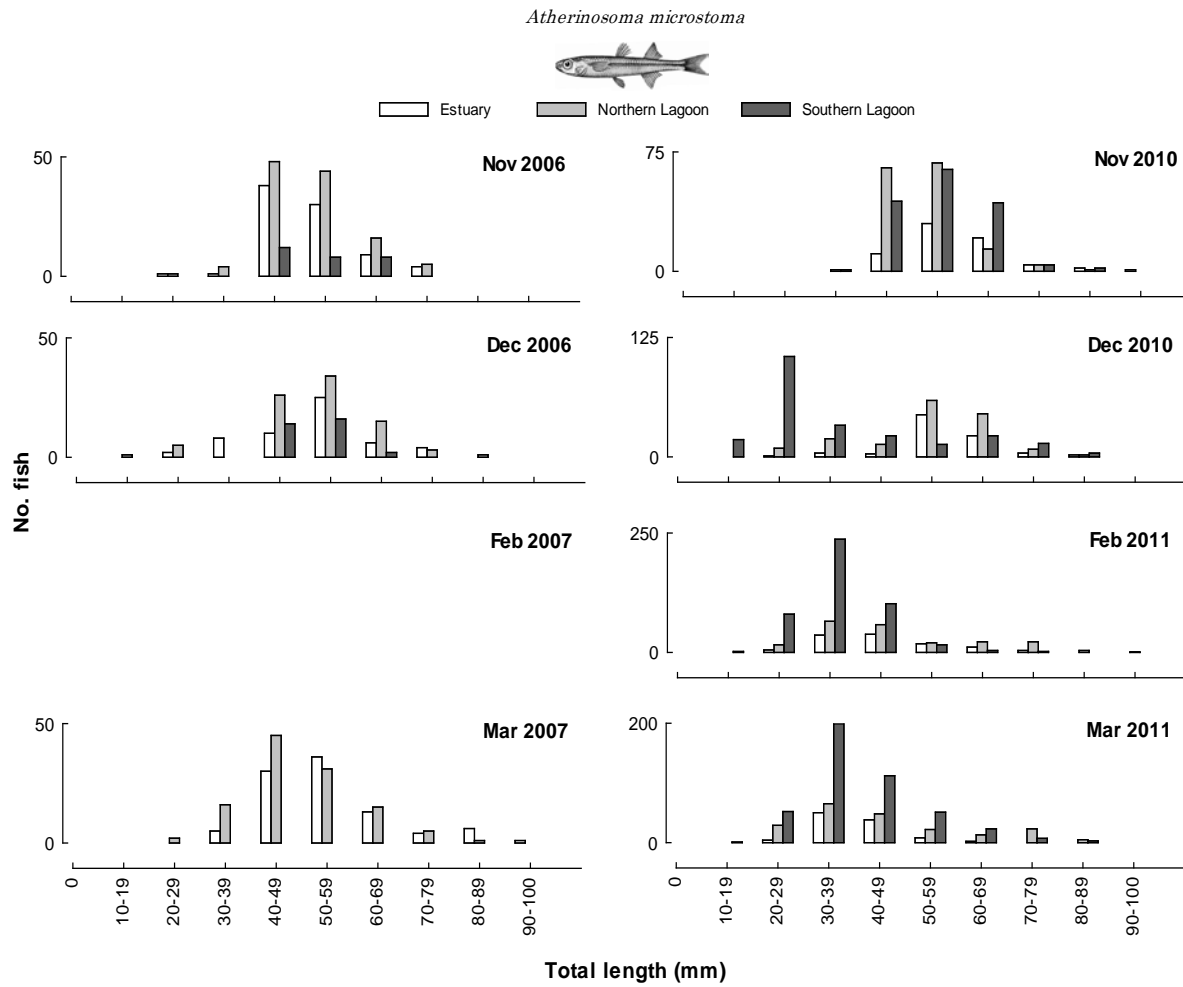 Atherinosoma microstoma
Estuary Northern Lagoon Southern Lagoon
50
0
Nov 2006
75
0
Nov 2010
50
0
Dec 2006
125
0
Dec 2010
No. fish
Feb 2007
250
0
Feb 2011
50
0
Mar 2007
200
0
Mar 2011
0 10-19 20-29 30-39 40-49 50-59 60-69 70-79 80-89 90-100
0 10-19 20-29 30-39 40-49 50-59 60-69 70-79 80-89 90-100
Total length (mm)